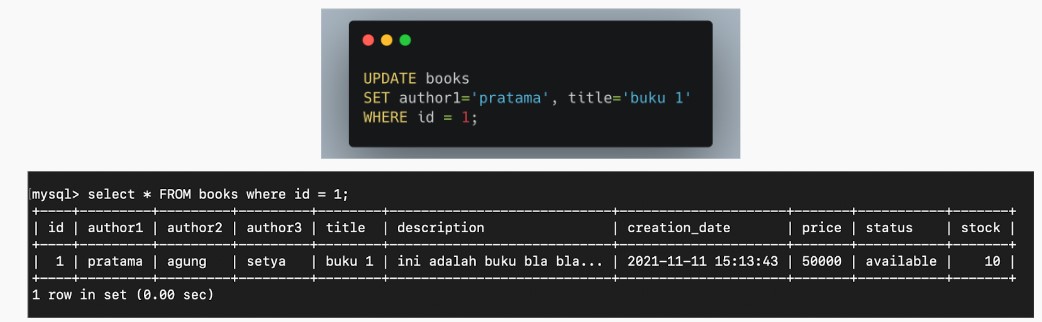 UPDATE books
SET author1='pratama', title='buku 1'
WHERE id = 1;
[mysql> select * FROM books where id = 1;
+----+---------+---------+---------+--------+---------------------------+---------------------+-------+-----------+-------+
| id | author1 | author2 | author3 | title  | description               | creation_date       | price | status    | stock |
+----+---------+---------+---------+--------+---------------------------+---------------------+-------+-----------+-------+
|  1 | pratama | agung   | setya   | buku 1 | ini adalah buku bla bla... | 2021-11-11 15:13:43 | 50000 | available |    10 |
+----+---------+---------+---------+--------+---------------------------+---------------------+-------+-----------+-------+
1 row in set (0.00 sec)